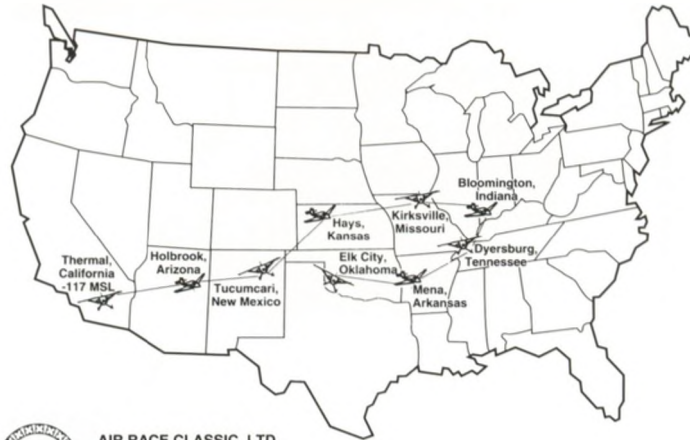 Bloomington,
Indiana
Kirksville,
Missouri
Hays,
Kansas
Dyersburg,
Tennessee
Elk City,
Oklahoma
Mena,
Arkansas
Holbrook,
Arizona
Tucumcari,
New Mexico
Thermal,
California
-117 MSL
AIR RACE CLASSIC, LTD.